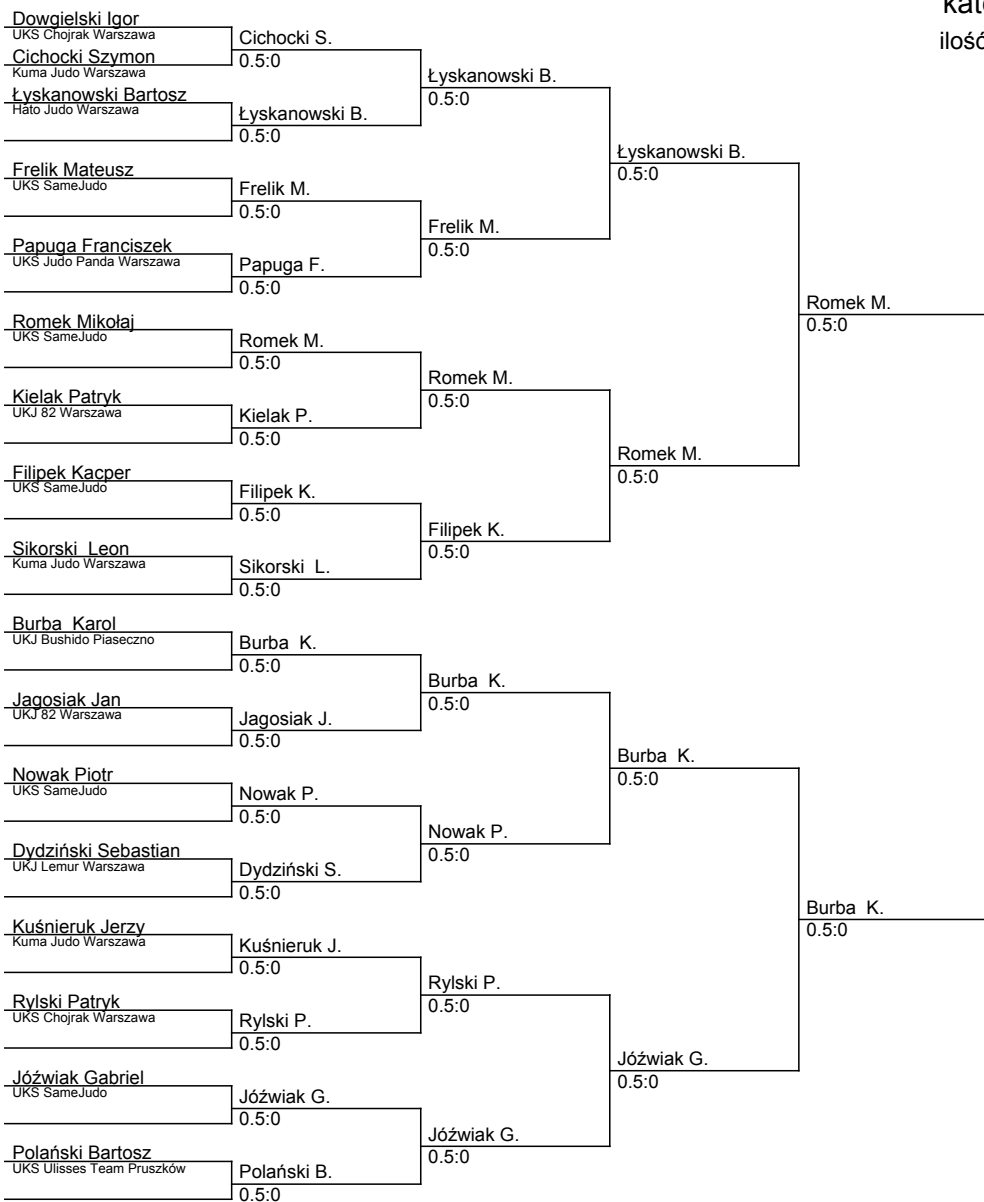 kate
ilość
Dowgielski Igor
UKS Chojrak Warszawa
Cichocki Szymon
Kuma Judo Warszawa
Łyskanowski Bartosz
Hato Judo Warszawa
Frelik Mateusz
UKS SameJudo
Papuga Franciszek
UKS Judo Panda Warszawa
Romek Mikołaj
UKS SameJudo
Kielak Patryk
UKJ 82 Warszawa
Filipek Kacper
UKS SameJudo
Sikorski  Leon
Kuma Judo Warszawa
Burba  Karol
UKJ Bushido Piaseczno
Jagosiak Jan
UKJ 82 Warszawa
Nowak Piotr
UKS SameJudo
Dydziński Sebastian
UKJ Lemur Warszawa
Kuśnieruk Jerzy
Kuma Judo Warszawa
Rylski Patryk
UKS Chojrak Warszawa
Jóźwiak Gabriel
UKS SameJudo
Polański Bartosz
UKS Ulisses Team Pruszków
Cichocki S.
0.5:0
Łyskanowski B.
0.5:0
Frelik M.
0.5:0
Papuga F.
0.5:0
Romek M.
0.5:0
Kielak P.
0.5:0
Filipek K.
0.5:0
Sikorski  L.
0.5:0
Burba  K.
0.5:0
Jagosiak J.
0.5:0
Nowak P.
0.5:0
Dydziński S.
0.5:0
Kuśnieruk J.
0.5:0
Rylski P.
0.5:0
Jóźwiak G.
0.5:0
Polański B.
0.5:0
Łyskanowski B.
0.5:0
Frelik M.
0.5:0
Romek M.
0.5:0
Filipek K.
0.5:0
Burba  K.
0.5:0
Nowak P.
0.5:0
Rylski P.
0.5:0
Jóźwiak G.
0.5:0
Łyskanowski B.
0.5:0
Romek M.
0.5:0
Burba  K.
0.5:0
Jóźwiak G.
0.5:0
Romek M.
0.5:0
Burba  K.
0.5:0